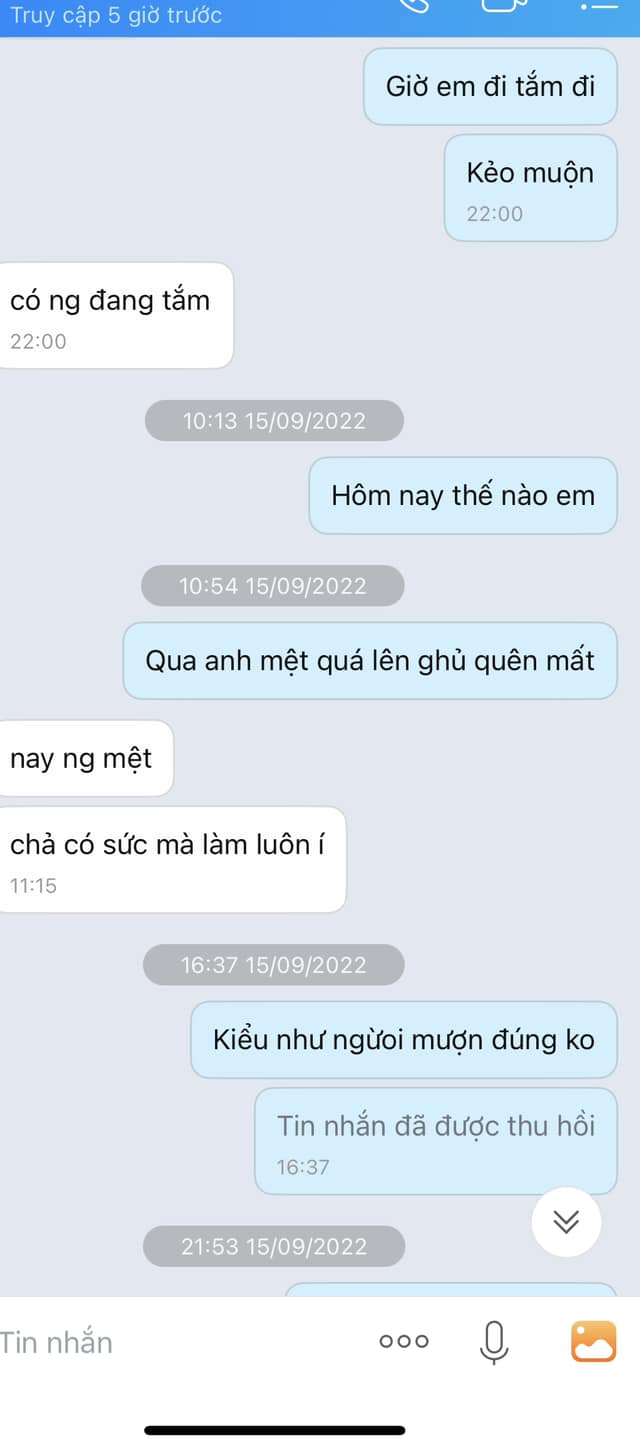 Truy cập 5 giờ trước
Giờ em đi tắm đi
Kẻo muộn
22:00
có ng đang tắm
22:00
10:13 15/09/2022
Hôm nay thế nào em
10:54 15/09/2022
Qua anh mệt quá lên ghủ quên mất
nay ng mệt
chả có sức mà làm luôn í
11:15
16:37 15/09/2022
Kiểu như ngừoi mượn đúng ko
Tin nhắn đã được thu hồi
16:37
21:53 15/09/2022
Tin nhắn